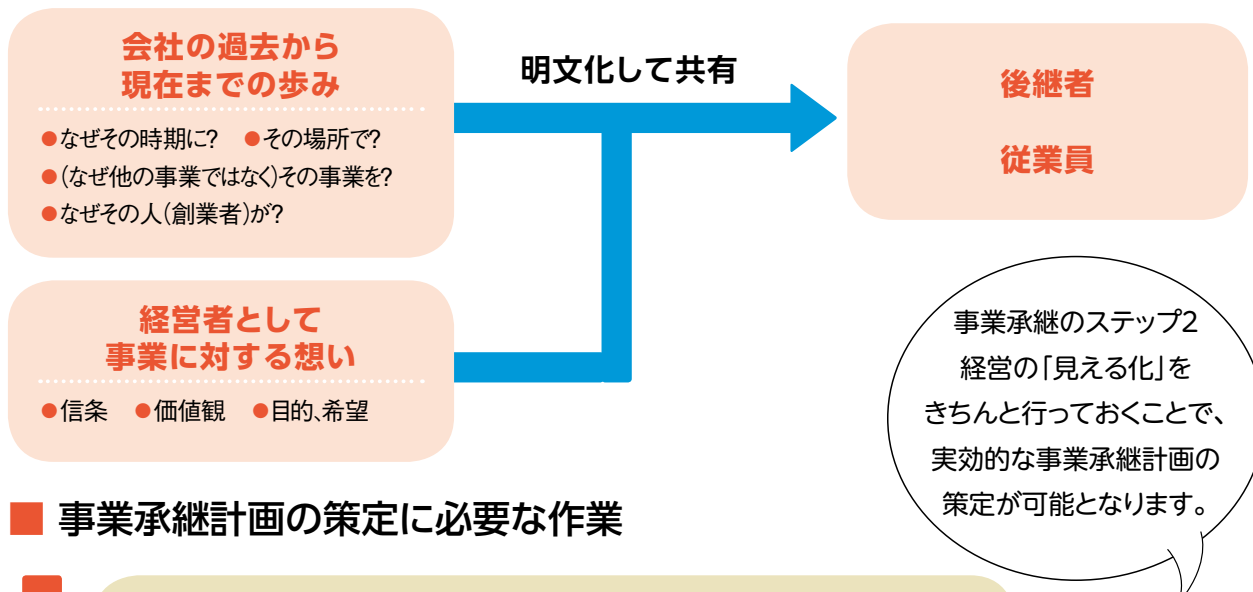 会社の過去から
現在までの歩み
●なぜその時期に? ●その場所で?
●(なぜ他の事業ではなく)その事業を?
●なぜその人(創業者)が?
明文化して共有
後継者
従業員
経営者として
事業に対する想い
●信条 ●価値観 ●目的、希望
事業承継のステップ2
経営の「見える化」を
きちんと行っておくことで、
実効的な事業承継計画の
策定が可能となります。
■ 事業承継計画の策定に必要な作業